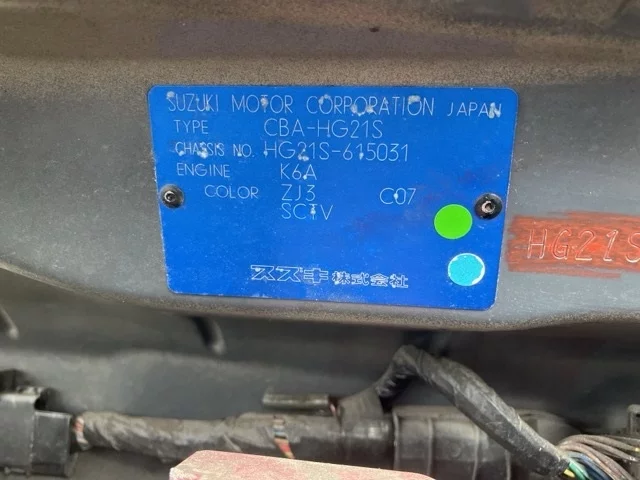 SUZUKI MOTOR CORPORATION JAPAN
TYPE CBA-HG21S
CHASSIS NO. HG21S-615031
ENGINE K6A
COLOR ZJ3 C07
SCTV
スズキ株式会社
HG21S